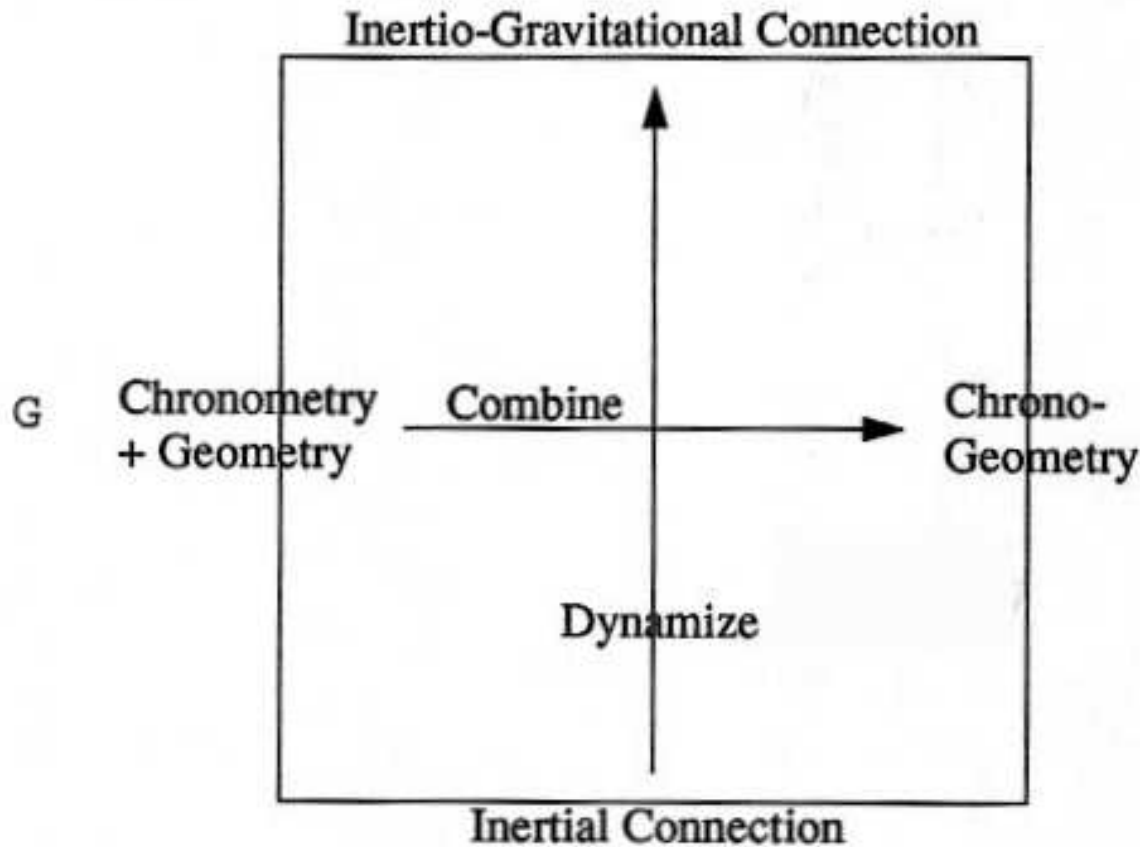 Inertio-Gravitational Connection
G
Chronometry
+ Geometry
Combine
Chrono-
Geometry
Dynamize
Inertial Connection